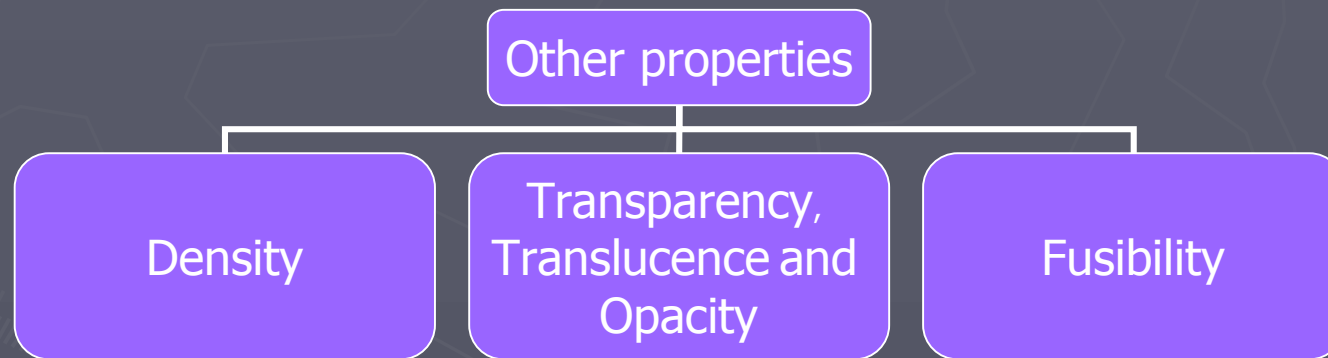 Other properties
Density
Transparency,
Translucence and
Opacity
Fusibility